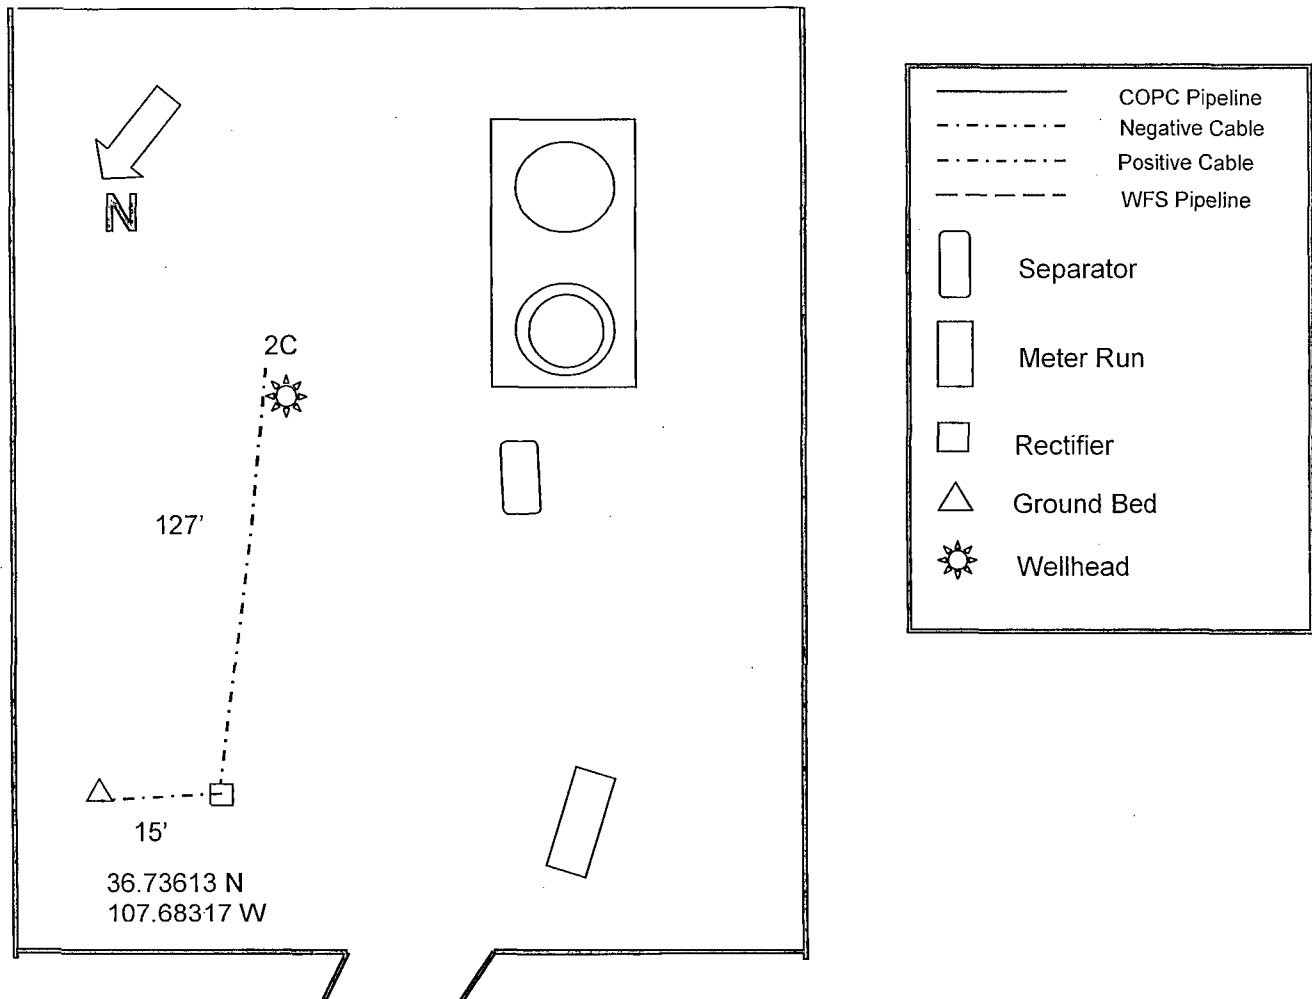 N
2C
127'
15'
36.73613 N
107.68317 W
COPC Pipeline
Negative Cable
Positive Cable
WFS Pipeline
Separator
Meter Run
Rectifier
Ground Bed
Wellhead